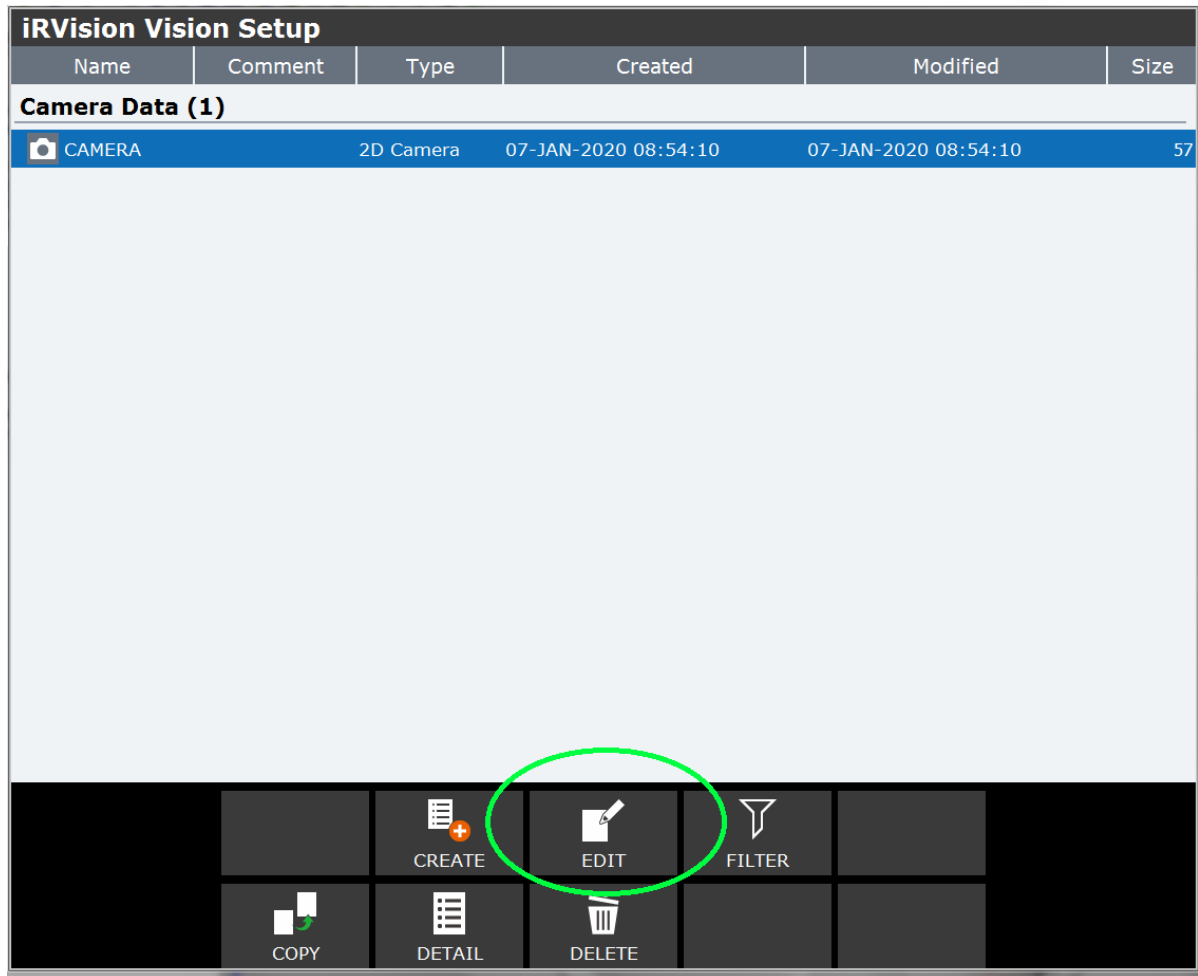 iRVision Vision Setup
Name Comment Type Created Modified Size
Camera Data (1)
CAMERA 2D Camera 07-JAN-2020 08:54:10 07-JAN-2020 08:54:10 57
CREATE EDIT FILTER
COPY DETAIL DELETE